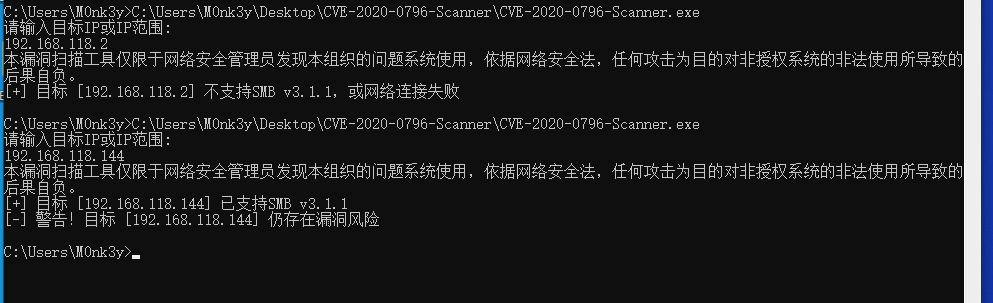 C:\Users\M0nk3y>C:\Users\M0nk3y\Desktop\CVE-2020-0796-Scanner\CVE-2020-0796-Scanner.exe
请输入目标IP或IP范围:
192.168.118.2
本漏洞扫描工具仅限于网络安全管理员发现本组织的问题系统使用，依据网络安全法，任何攻击为目的对非授权系统的非法使用所导致的
后果自负。
[+] 目标 [192.168.118.2] 不支持SMB v3.1.1, 或网络连接失败
C:\Users\M0nk3y>C:\Users\M0nk3y\Desktop\CVE-2020-0796-Scanner\CVE-2020-0796-Scanner.exe
请输入目标IP或IP范围:
192.168.118.144
本漏洞扫描工具仅限于网络安全管理员发现本组织的问题系统使用，依据网络安全法，任何攻击为目的对非授权系统的非法使用所导致的
后果自负。
[+] 目标 [192.168.118.144] 已支持SMB v3.1.1
[-] 警告! 目标 [192.168.118.144] 仍存在漏洞风险
C:\Users\M0nk3y>